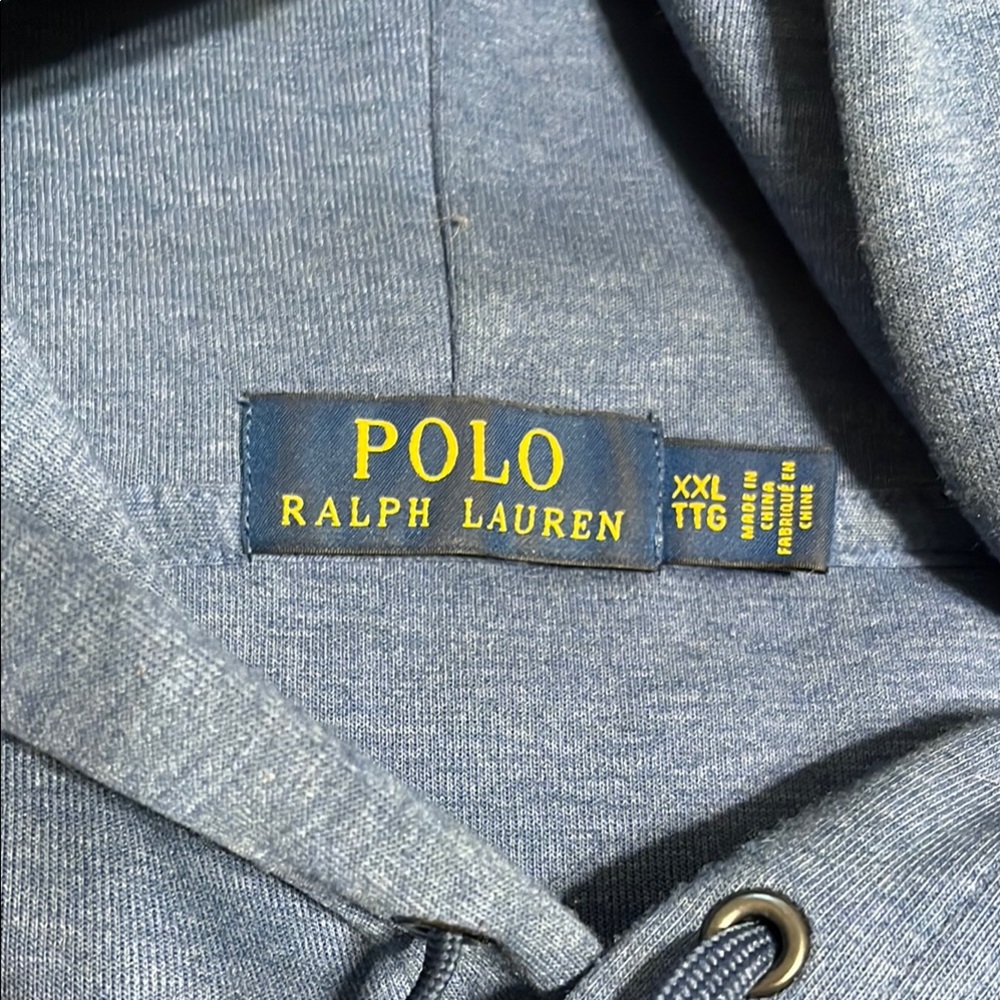 POLO
RALPH LAUREN
XXL
TTG
MADE IN
CHINA
FABRIQUÉ EN
CHINE